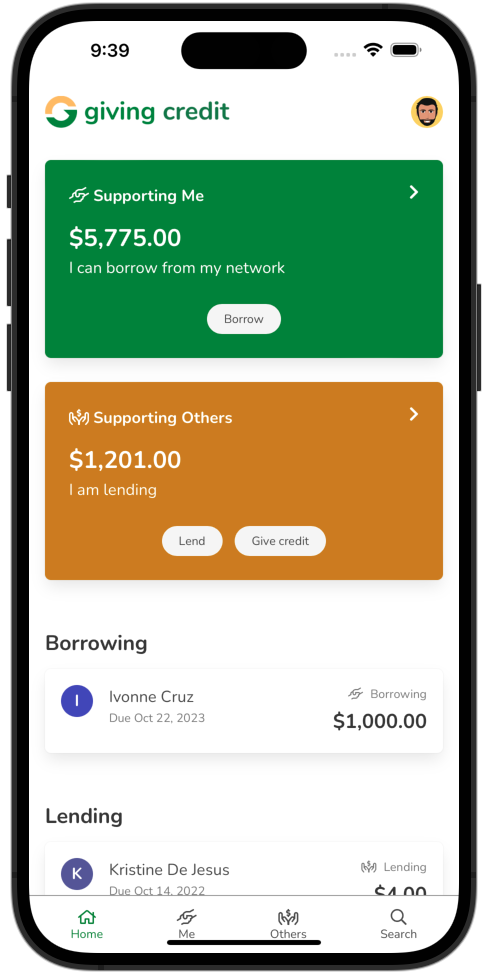 9:39
giving credit
Supporting Me
$5,775.00
I can borrow from my network
Borrow
Supporting Others
$1,201.00
I am lending
Lend Give credit
Borrowing
I Ivonne Cruz Borrowing
Due Oct 22, 2023 $1,000.00
Lending
K Kristine De Jesus Lending
Due Oct 14, 2022 $4.00
Home Me Others Search